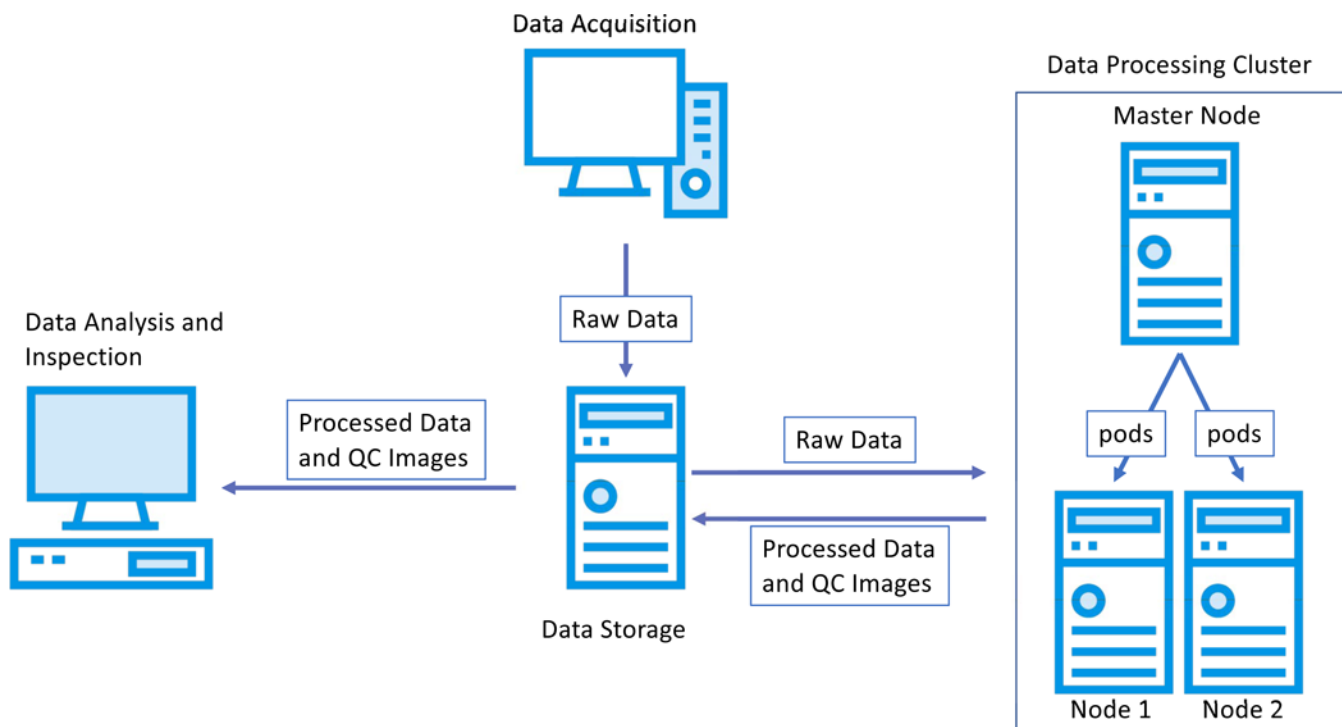 Data Acquisition
Data Processing Cluster
Master Node
Raw Data
Data Analysis and
Inspection
Processed Data
and QC Images
Raw Data
pods
pods
Processed Data
and QC Images
Data Storage
Node 1
Node 2